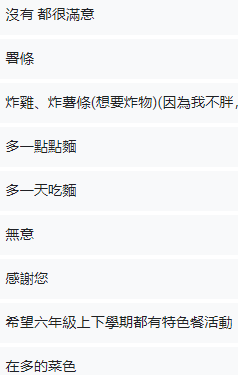 沒有 都很滿意
畧條
炸雞、炸薯條(想要炸物)(因為我不胖,
多一點點麵
多一天吃麵
無意
感謝您
希望六年級上下學期都有特色餐活動
在多的菜色